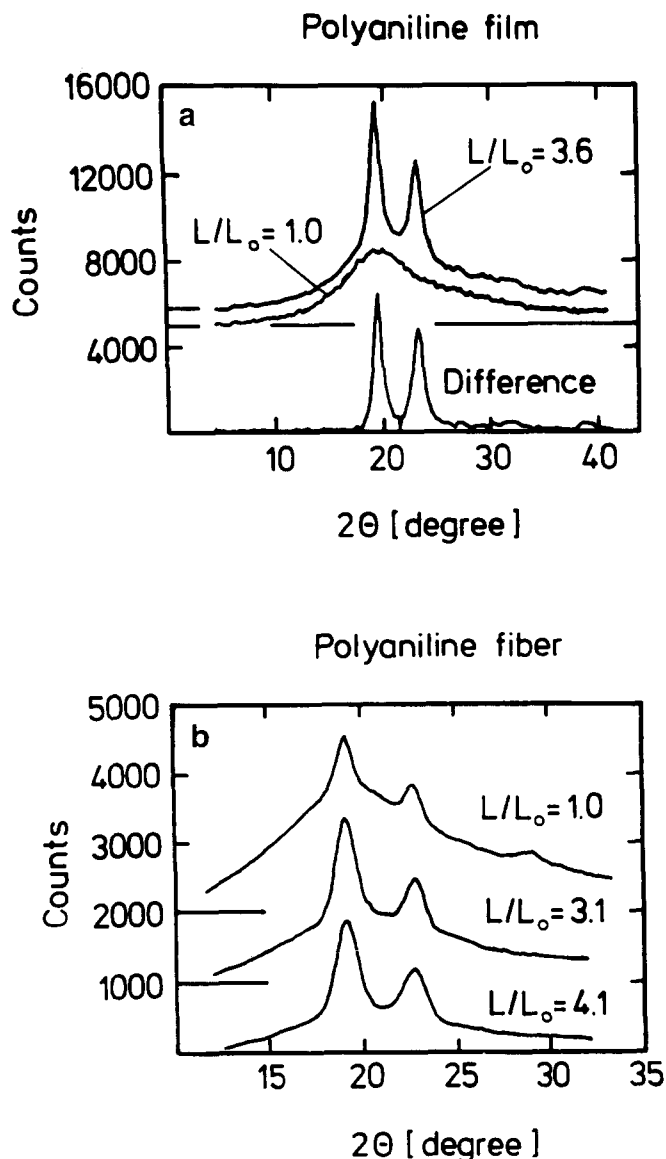 Polyaniline film
16000
a
12000
8000
4000
Counts
L/L₀=3.6
L/L₀=1.0
Difference
10 20 30 40
2Θ [degree]
Polyaniline fiber
5000
b
4000
3000
2000
1000
Counts
L/L₀=1.0
L/L₀=3.1
L/L₀=4.1
15 20 25 30 35
2Θ [degree]